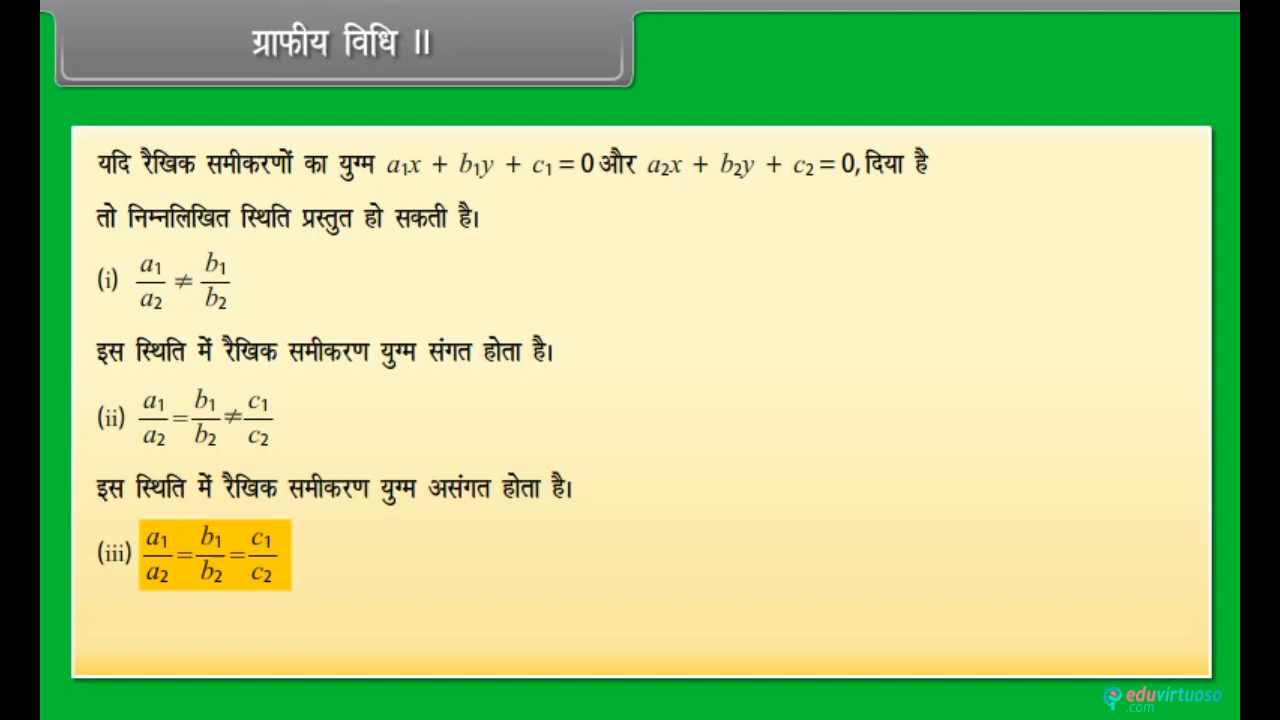 ग्राफीय विधि II
यदि रैखिक समीकरणों का युग्म a₁x + b₁y + c₁ = 0 और a₂x + b₂y + c₂ = 0, दिया है
तो निम्नलिखित स्थिति प्रस्तुत हो सकती है।
(i) a₁/a₂ ≠ b₁/b₂
इस स्थिति में रैखिक समीकरण युग्म संगत होता है।
(ii) a₁/a₂ = b₁/b₂ ≠ c₁/c₂
इस स्थिति में रैखिक समीकरण युग्म असंगत होता है।
(iii) a₁/a₂ = b₁/b₂ = c₁/c₂
eduvirtuoso
.com